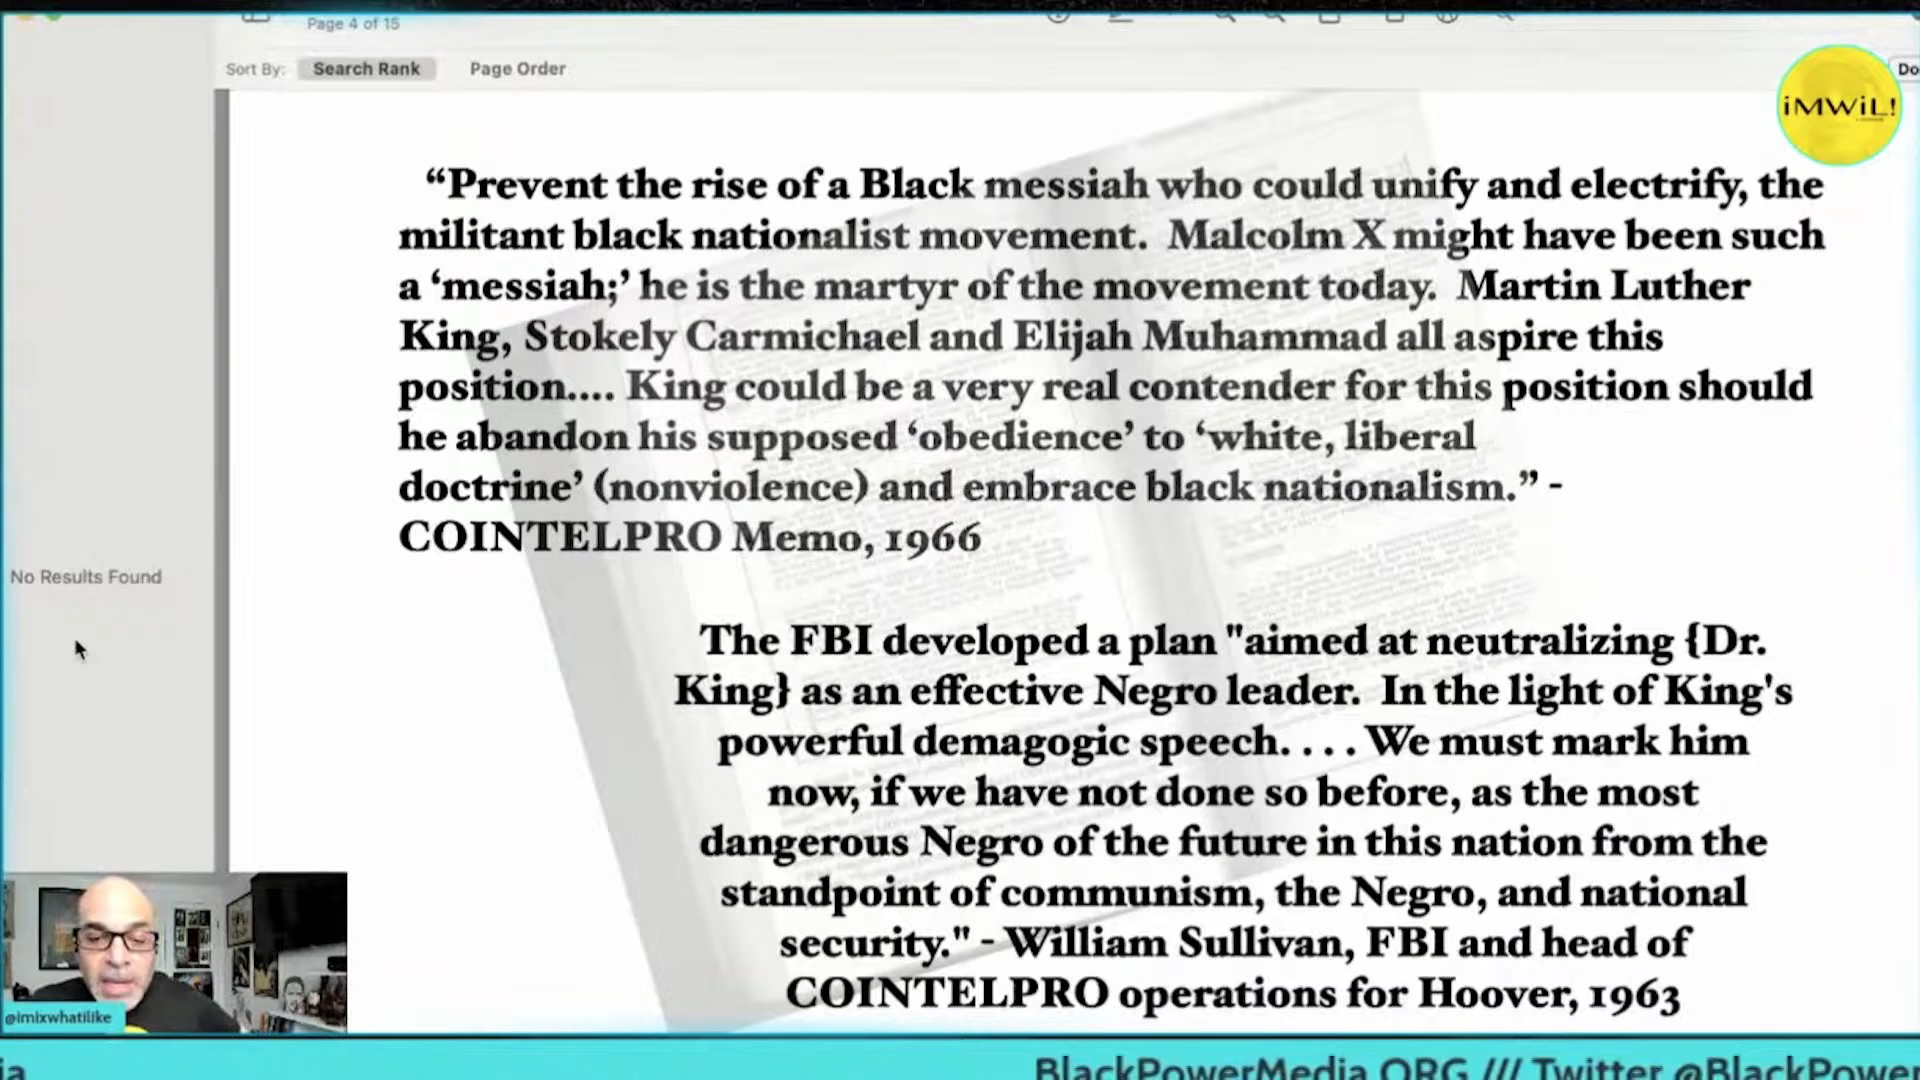 Page 4 of 15
Sort By: Search Rank Page Order
Do
iMWiL!
“Prevent the rise of a Black messiah who could unify and electrify, the
militant black nationalist movement. Malcolm X might have been such
a ‘messiah;’ he is the martyr of the movement today. Martin Luther
King, Stokely Carmichael and Elijah Muhammad all aspire this
position.... King could be a very real contender for this position should
he abandon his supposed ‘obedience’ to ‘white, liberal
doctrine’ (nonviolence) and embrace black nationalism.” -
COINTELPRO Memo, 1966
No Results Found
The FBI developed a plan "aimed at neutralizing {Dr.
King} as an effective Negro leader. In the light of King's
powerful demagogic speech. . . . We must mark him
now, if we have not done so before, as the most
dangerous Negro of the future in this nation from the
standpoint of communism, the Negro, and national
security." - William Sullivan, FBI and head of
COINTELPRO operations for Hoover, 1963
@imixwhatilike
ia BlackPowerMedia.ORG /// Twitter @BlackPower